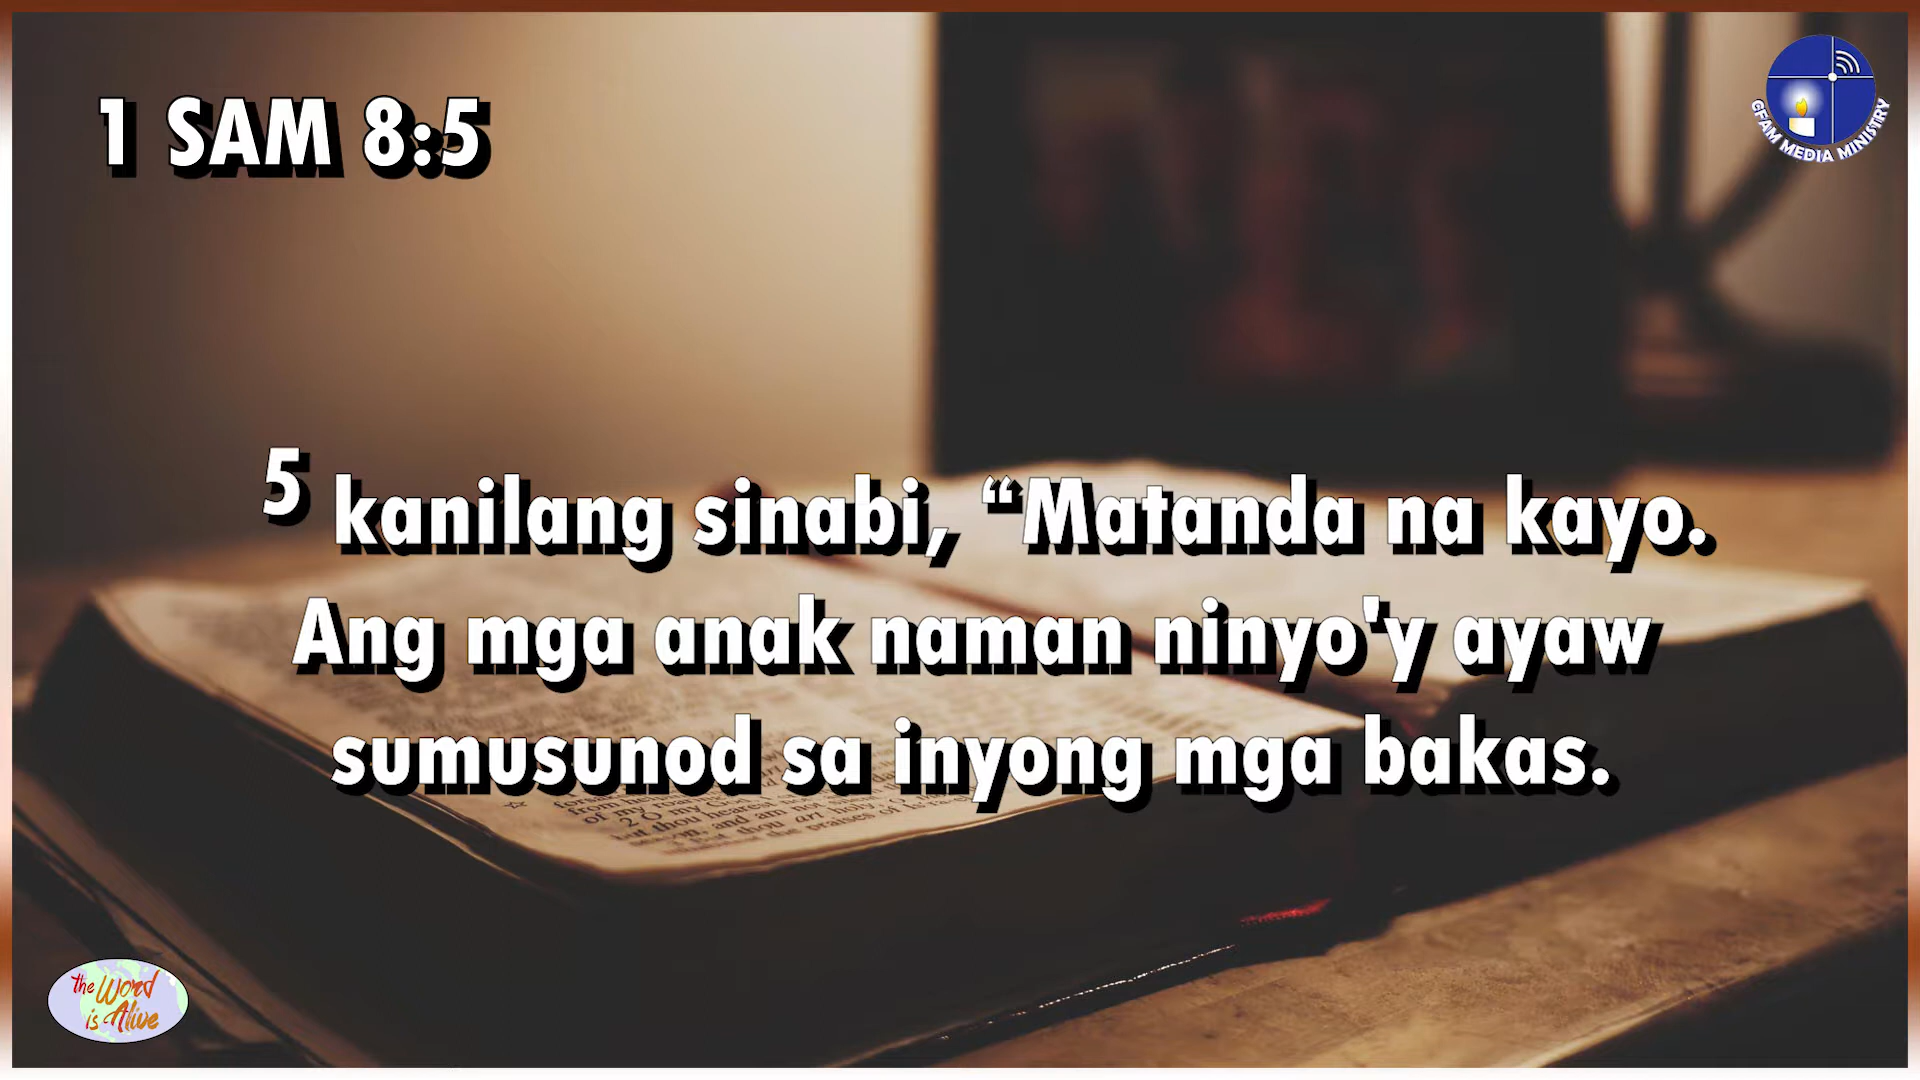 1 SAM 8:5
GFAM MEDIA MINISTRY
5 kanilang sinabi, “Matanda na kayo.
Ang mga anak naman ninyo'y ayaw
sumusunod sa inyong mga bakas.
the Word
is Alive